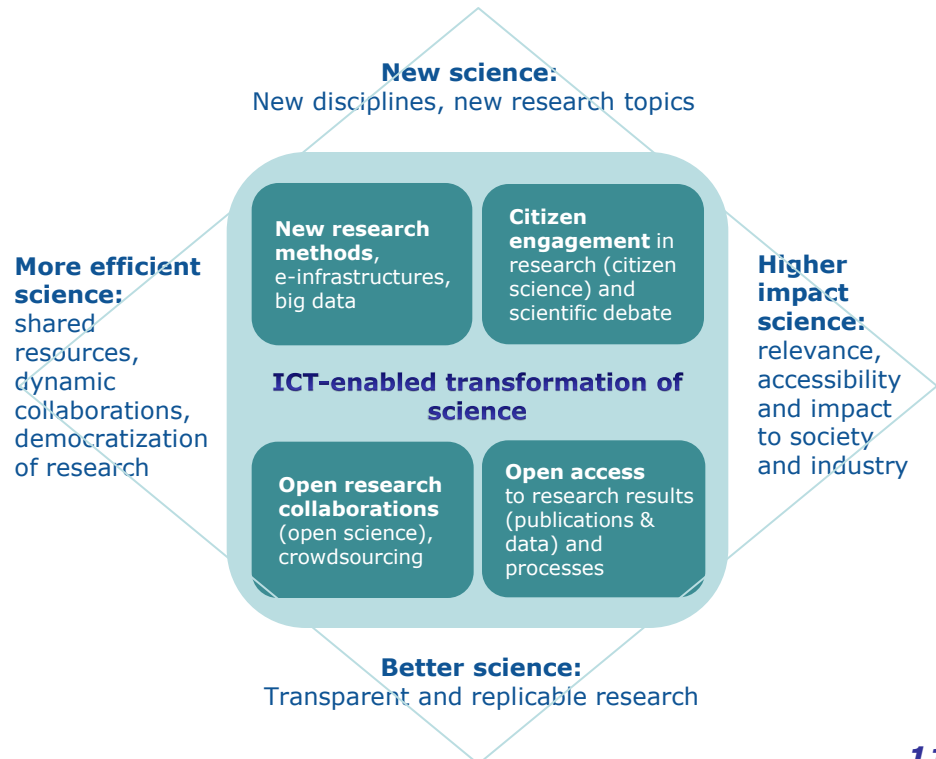 New science:
New disciplines, new research topics
New research
methods,
e-infrastructures,
big data
Citizen
engagement in
research (citizen
science) and
scientific debate
More efficient
science:
shared
resources,
dynamic
collaborations,
democratization
of research
Higher
impact
science:
relevance,
accessibility
and impact
to society
and industry
ICT-enabled transformation of
science
Open research
collaborations
(open science),
crowdsourcing
Open access
to research results
(publications &
data) and
processes
Better science:
Transparent and replicable research